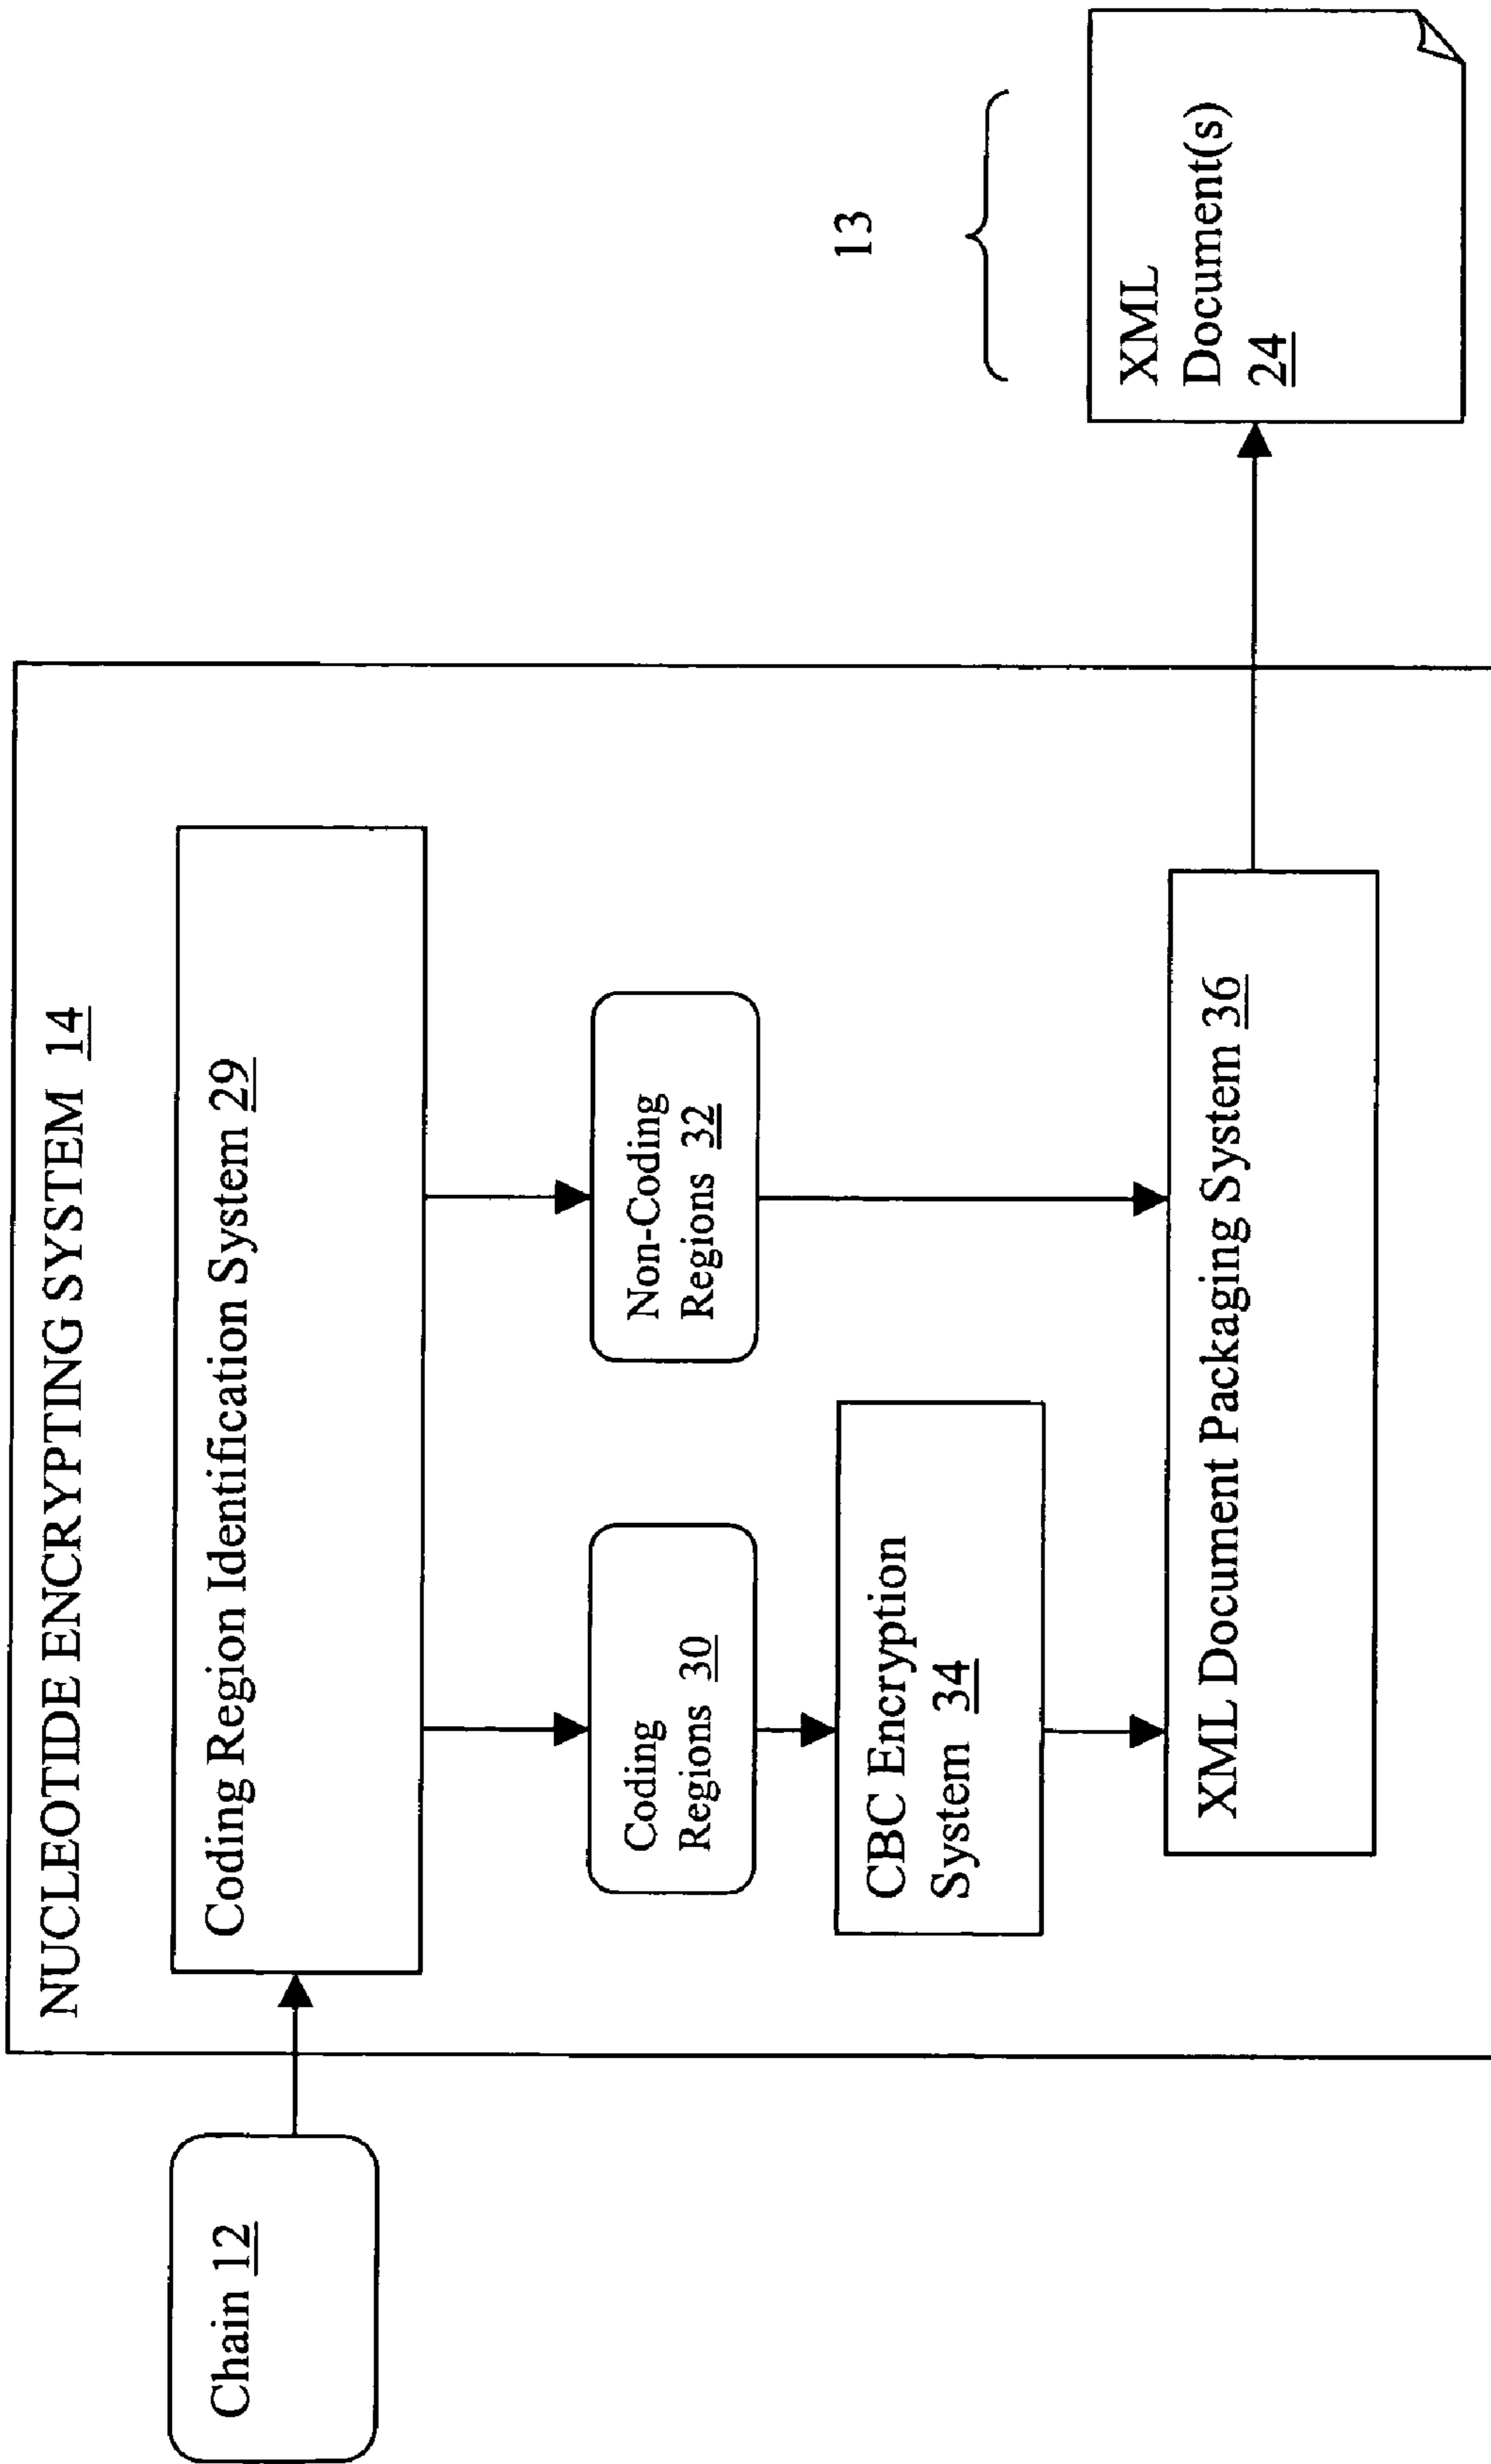 NUCLEOTIDE ENCRYPTING SYSTEM 14
Chain 12
Coding Region Identification System 29
Coding
Regions 30
Non-Coding
Regions 32
CBC Encryption
System 34
XML Document Packaging System 36
13
XML
Document(s)
24